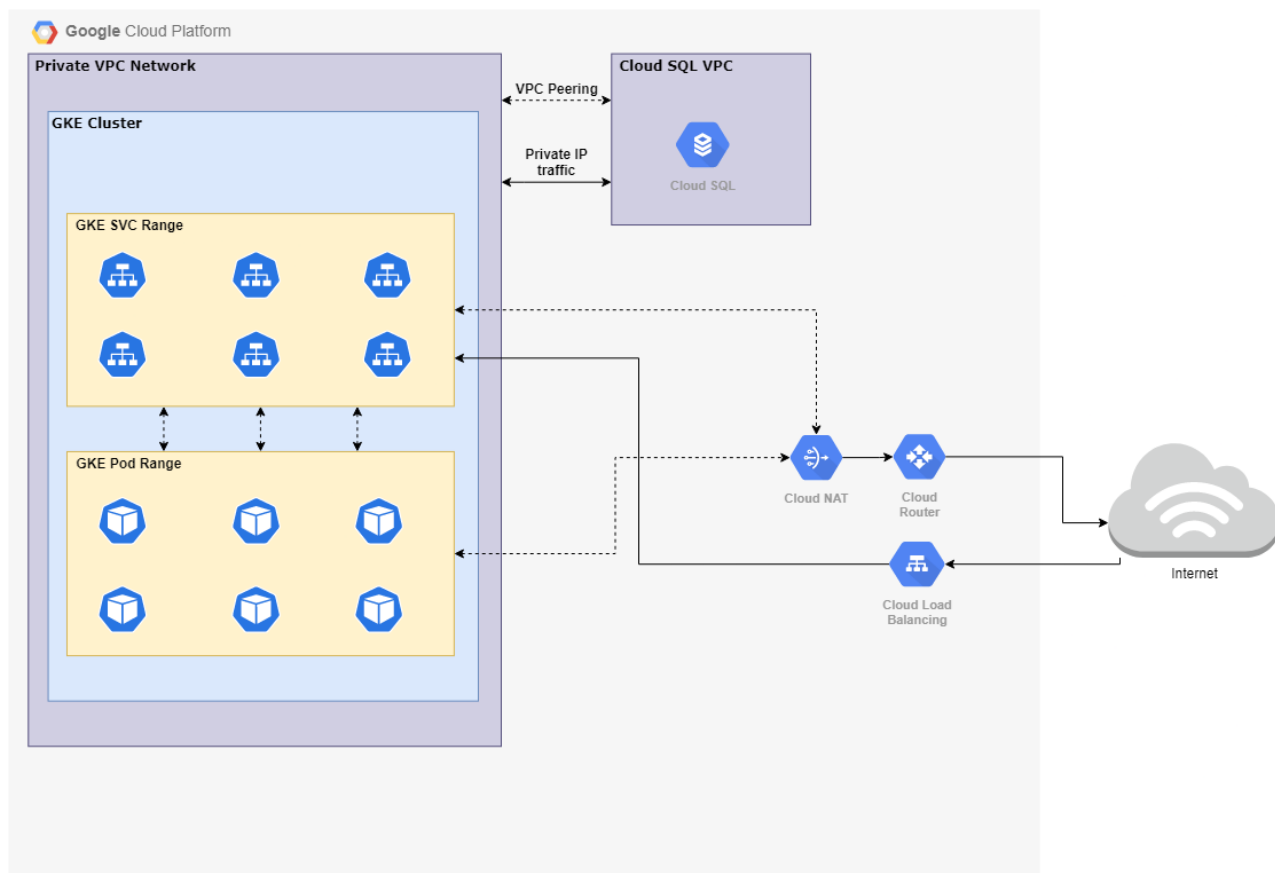 Google Cloud Platform
Private VPC Network
Cloud SQL VPC
VPC Peering
GKE Cluster
Private IP
traffic
Cloud SQL
GKE SVC Range
GKE Pod Range
Cloud NAT
Cloud
Router
Internet
Cloud Load
Balancing